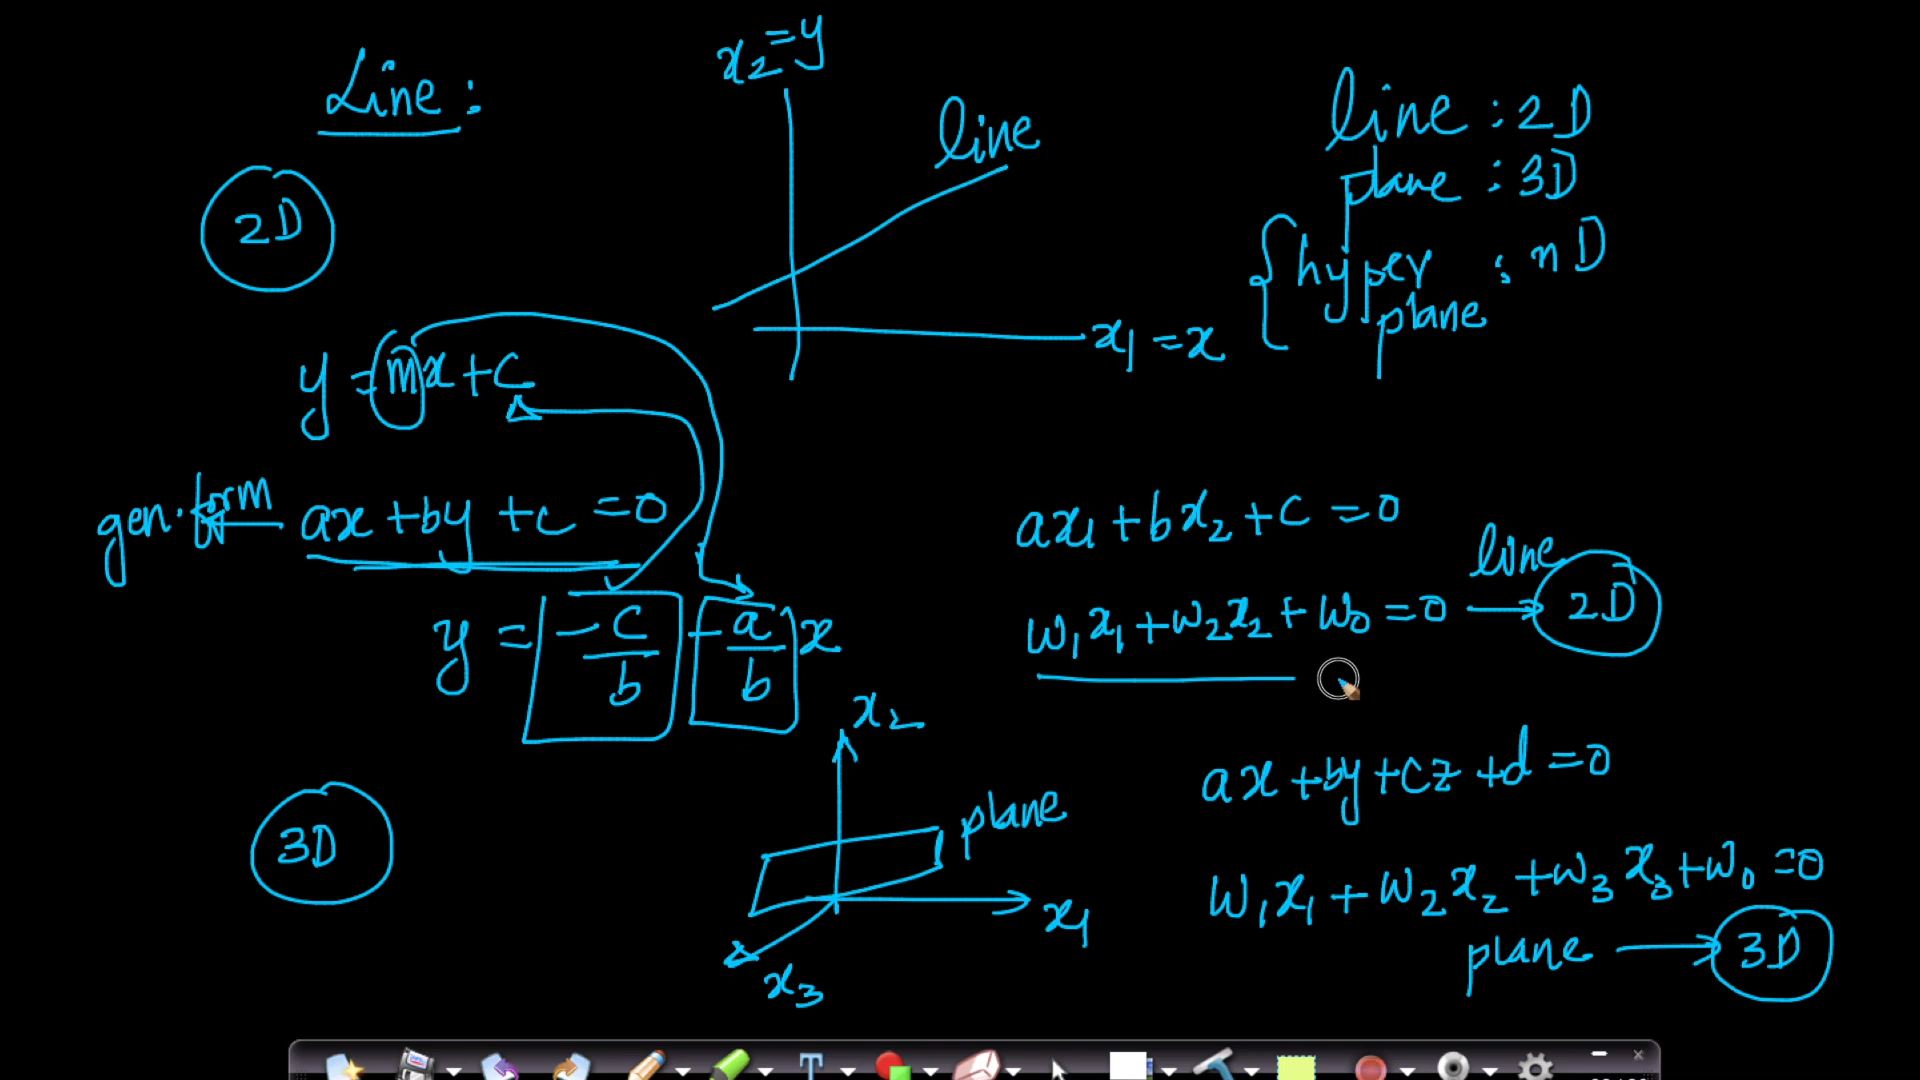 Line :
2D
x₂ = y
line
x₁ = x
line : 2D
plane : 3D
hyper plane : nD
y = mx + c
gen. form ax + by + c = 0
y = -c/b - a/b x
ax₁ + bx₂ + c = 0
w₁x₁ + w₂x₂ + w₀ = 0 → line 2D
3D
x₂
plane
x₁
x₃
ax + by + cz + d = 0
w₁x₁ + w₂x₂ + w₃x₃ + w₀ = 0
plane → 3D
T